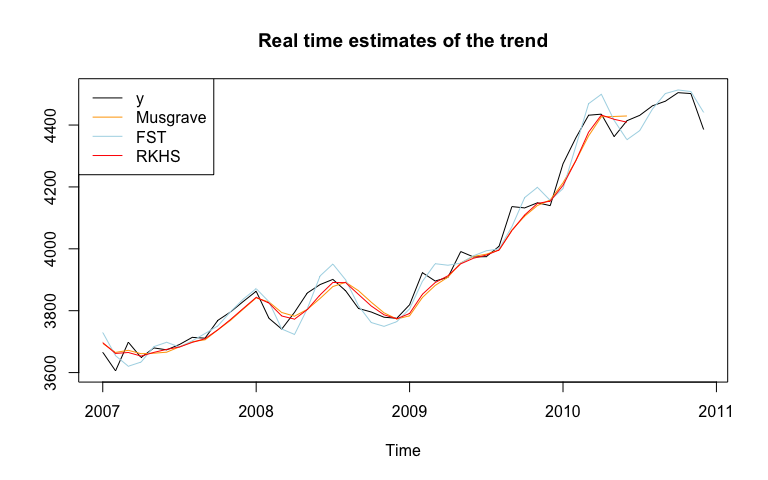 Real time estimates of the trend
y
Musgrave
FST
RKHS
4400
4200
4000
3800
3600
2007 2008 2009 2010 2011
Time